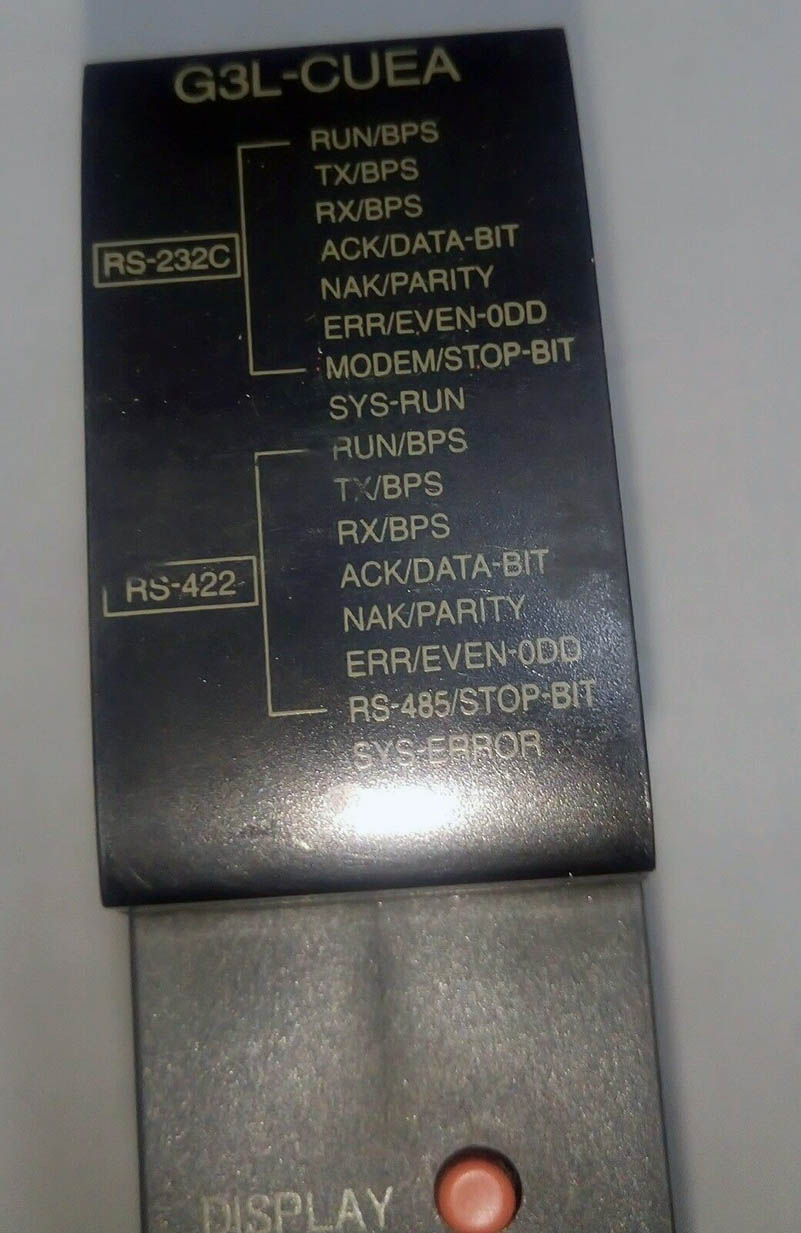 G3L-CUEA
RUN/BPS
TX/BPS
RX/BPS
RS-232C
ACK/DATA-BIT
NAK/PARITY
ERR/EVEN-ODD
MODEM/STOP-BIT
SYS-RUN
RUN/BPS
TX/BPS
RX/BPS
RS-422
ACK/DATA-BIT
NAK/PARITY
ERR/EVEN-ODD
RS-485/STOP-BIT
SYS-ERROR
DISPLAY